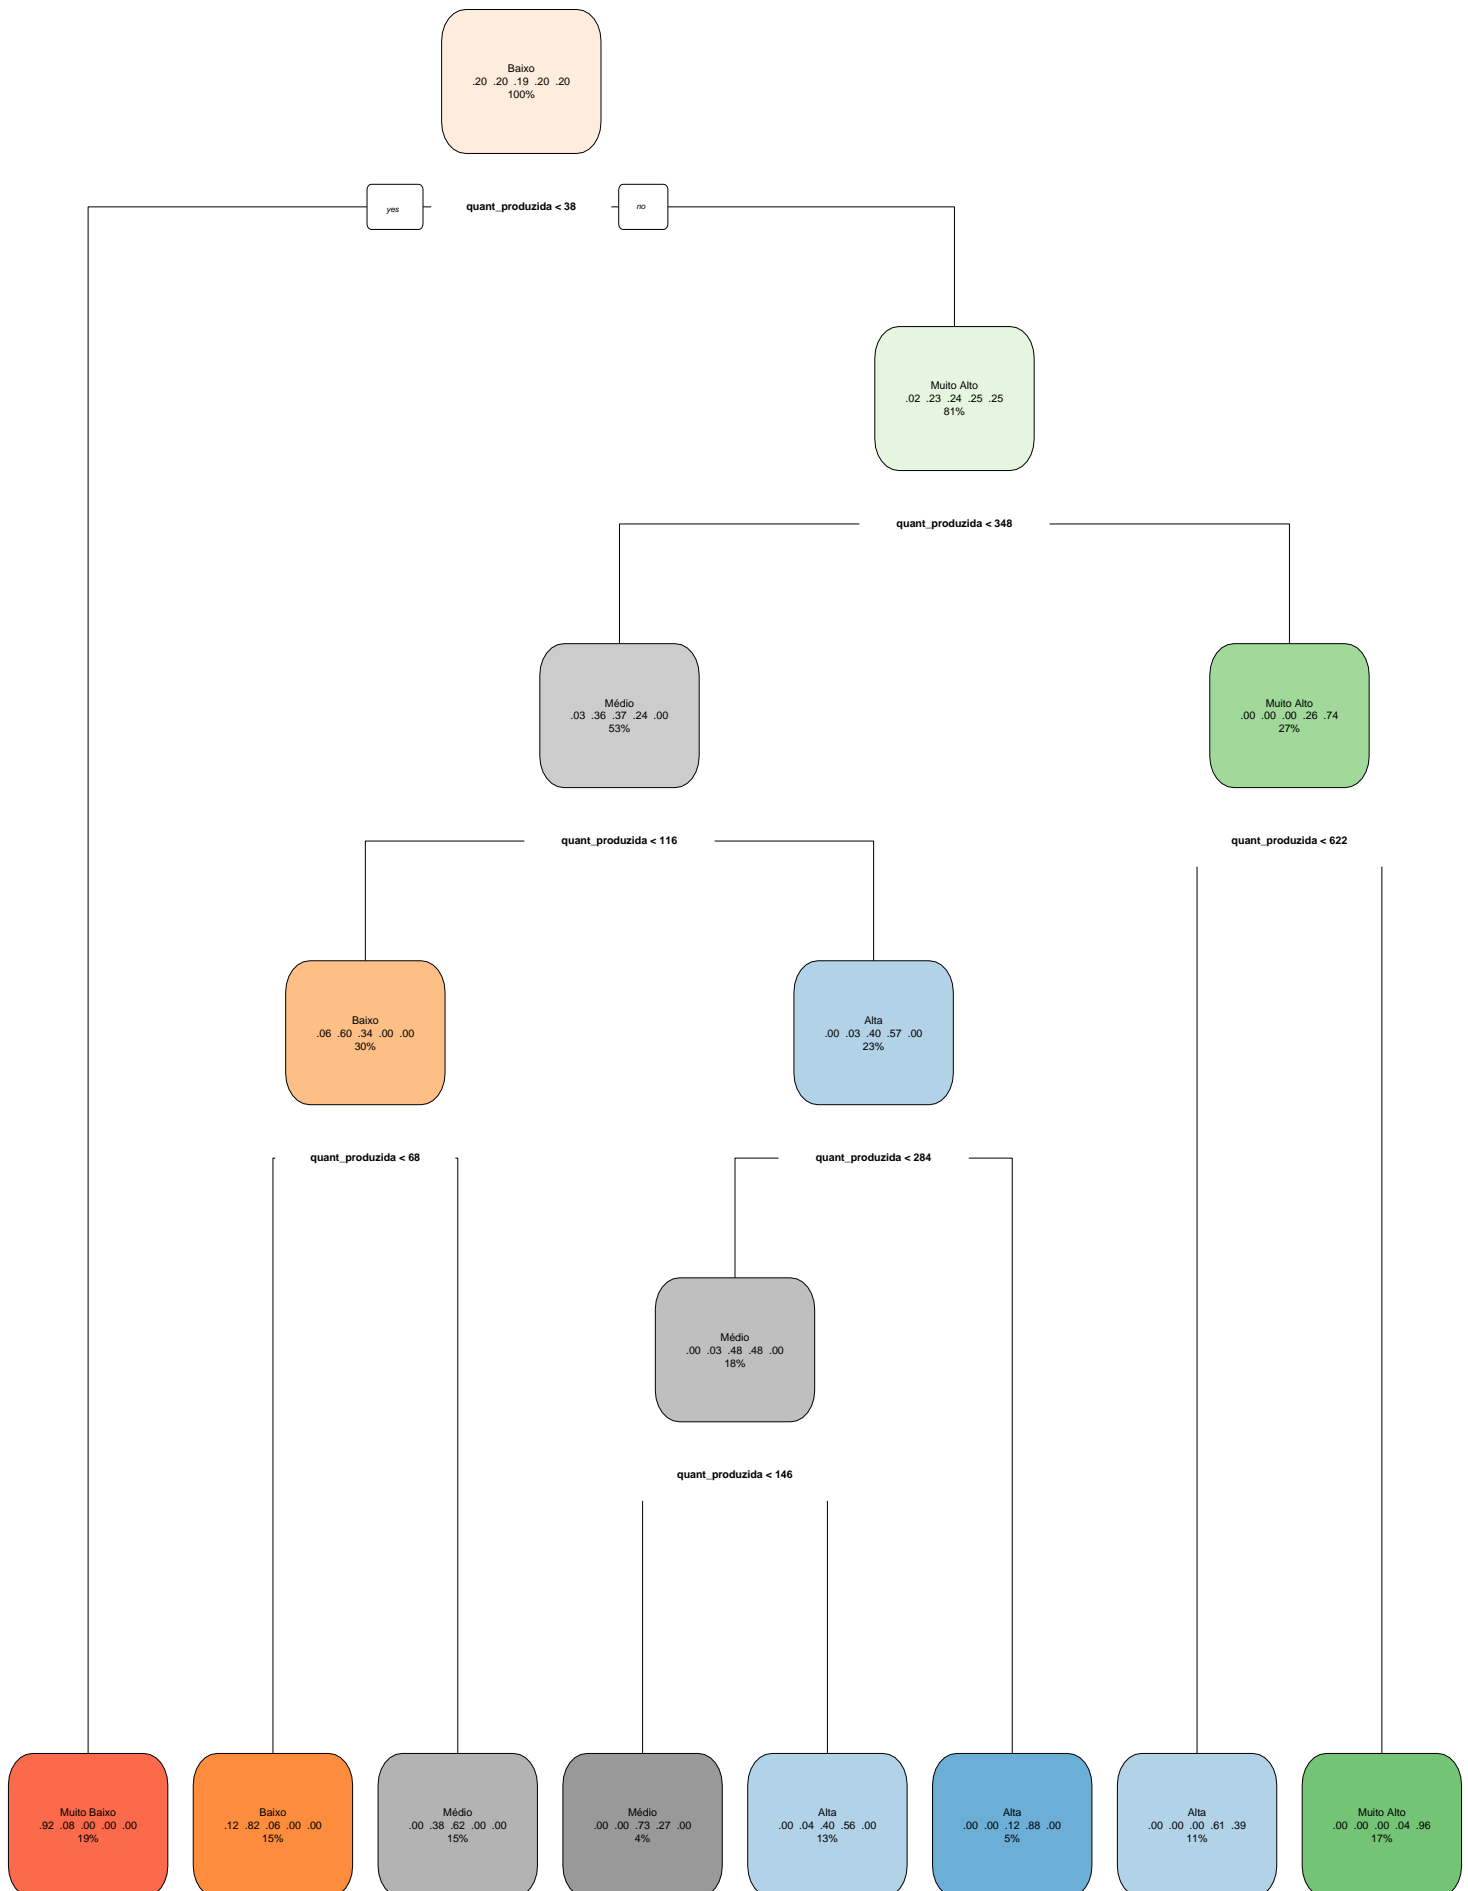 Baixo
.20 .20 .19 .20 .20
100%
yes
quant_produzida < 38
no
Muito Alto
.02 .23 .24 .25 .25
81%
quant_produzida < 348
Médio
.03 .36 .37 .24 .00
53%
Muito Alto
.00 .00 .00 .26 .74
27%
quant_produzida < 116
quant_produzida < 622
Baixo
.06 .60 .34 .00 .00
30%
Alta
.00 .03 .40 .57 .00
23%
quant_produzida < 68
quant_produzida < 284
Médio
.00 .03 .48 .48 .00
18%
quant_produzida < 146
Muito Baixo
.92 .08 .00 .00 .00
19%
Baixo
.12 .82 .06 .00 .00
15%
Médio
.00 .38 .62 .00 .00
15%
Médio
.00 .00 .73 .27 .00
4%
Alta
.00 .04 .40 .56 .00
13%
Alta
.00 .00 .12 .88 .00
5%
Alta
.00 .00 .00 .61 .39
11%
Muito Alto
.00 .00 .00 .04 .96
17%